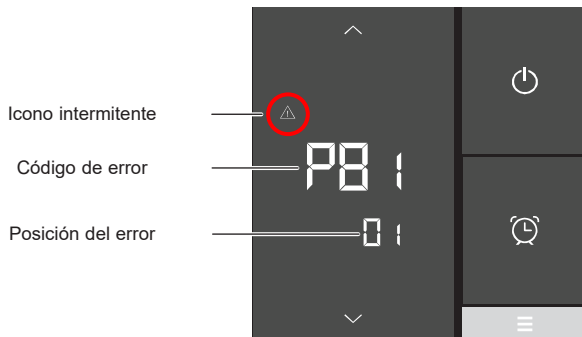 Icono intermitente
Código de error
P81
Posición del error
01